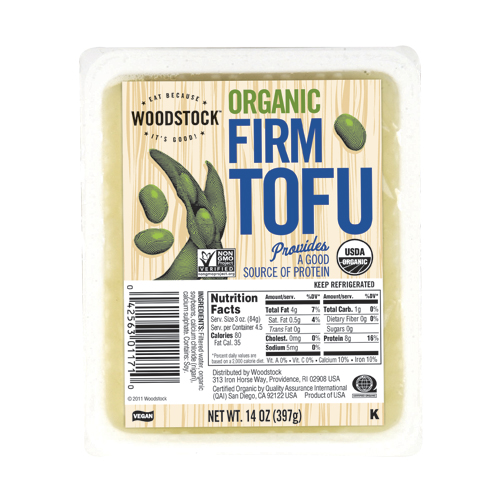 EAT BECAUSE
WOODSTOCK
IT'S GOOD!
ORGANIC
FIRM
TOFU
Provides
A GOOD
SOURCE OF PROTEIN
NON
GMO
Project
VERIFIED
nongmoproject.org
USDA
ORGANIC
KEEP REFRIGERATED
0 42563 01171 0
INGREDIENTS: Filtered water, organic
soybeans, calcium chloride (nigari),
calcium sulphate. Contains: Soy.
© 2011 Woodstock
VEGAN
Nutrition
Facts
Serv. Size 3 oz. (84g)
Serv. per Container 4.5
Calories 80
Fat Cal. 35
*Percent daily values are
based on a 2,000 calorie diet.
Amount/serv. %DV* Amount/serv. %DV*
Total Fat 4g 7% Total Carb. 1g 0%
Sat. Fat 0.5g 4% Dietary Fiber 0g 0%
Trans Fat 0g Sugars 0g
Cholest. 0mg 0% Protein 8g 16%
Sodium 5mg 0%
Vit. A 0% • Vit. C 0% • Calcium 10% • Iron 10%
Distributed by Woodstock
313 Iron Horse Way, Providence, RI 02908 USA
Certified Organic by Quality Assurance International
(QAI) San Diego, CA 92122 USA Product of USA
NET WT. 14 OZ (397g)
K